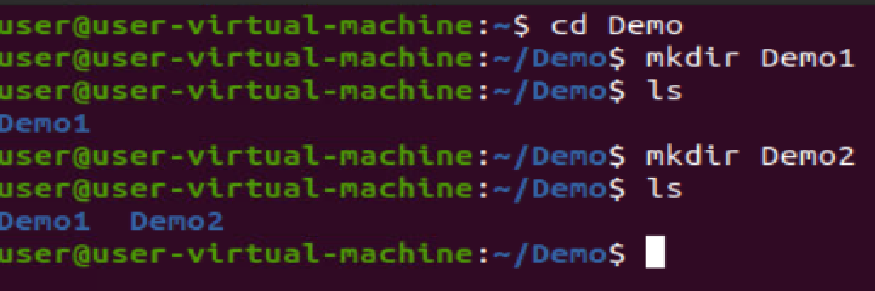 user@user-virtual-machine:~$ cd Demo
user@user-virtual-machine:~/Demo$ mkdir Demo1
user@user-virtual-machine:~/Demo$ ls
Demo1
user@user-virtual-machine:~/Demo$ mkdir Demo2
user@user-virtual-machine:~/Demo$ ls
Demo1  Demo2
user@user-virtual-machine:~/Demo$